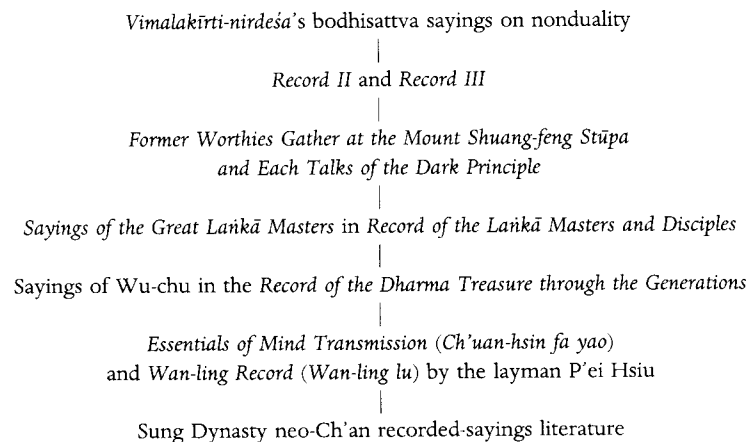 Vimalakīrti-nirdeśa's bodhisattva sayings on nonduality
Record II and Record III
Former Worthies Gather at the Mount Shuang-feng Stūpa
and Each Talks of the Dark Principle
Sayings of the Great Laṅkā Masters in Record of the Laṅkā Masters and Disciples
Sayings of Wu-chu in the Record of the Dharma Treasure through the Generations
Essentials of Mind Transmission (Ch'uan-hsin fa yao)
and Wan-ling Record (Wan-ling lu) by the layman P'ei Hsiu
Sung Dynasty neo-Ch'an recorded-sayings literature